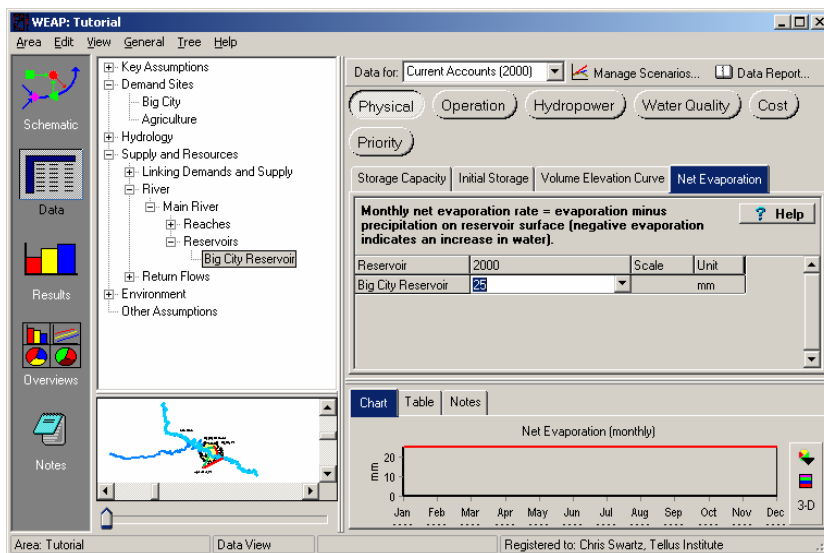 WEAP: Tutorial
Area Edit View General Tree Help
Schematic
Data
Results
Overviews
Notes
Key Assumptions
Demand Sites
Big City
Agriculture
Hydrology
Supply and Resources
Linking Demands and Supply
River
Main River
Reaches
Reservoirs
Big City Reservoir
Return Flows
Environment
Other Assumptions
Data for: Current Accounts (2000) Manage Scenarios... Data Report...
Physical Operation Hydropower Water Quality Cost
Priority
Storage Capacity Initial Storage Volume Elevation Curve Net Evaporation
Monthly net evaporation rate = evaporation minus
precipitation on reservoir surface (negative evaporation
indicates an increase in water).
? Help
Reservoir 2000 Scale Unit
Big City Reservoir 25 mm
Chart Table Notes
Net Evaporation (monthly)
mm
20
10
0
Jan Feb Mar Apr May Jun Jul Aug Sep Oct Nov Dec
3-D
Area: Tutorial Data View Registered to: Chris Swartz, Tellus Institute